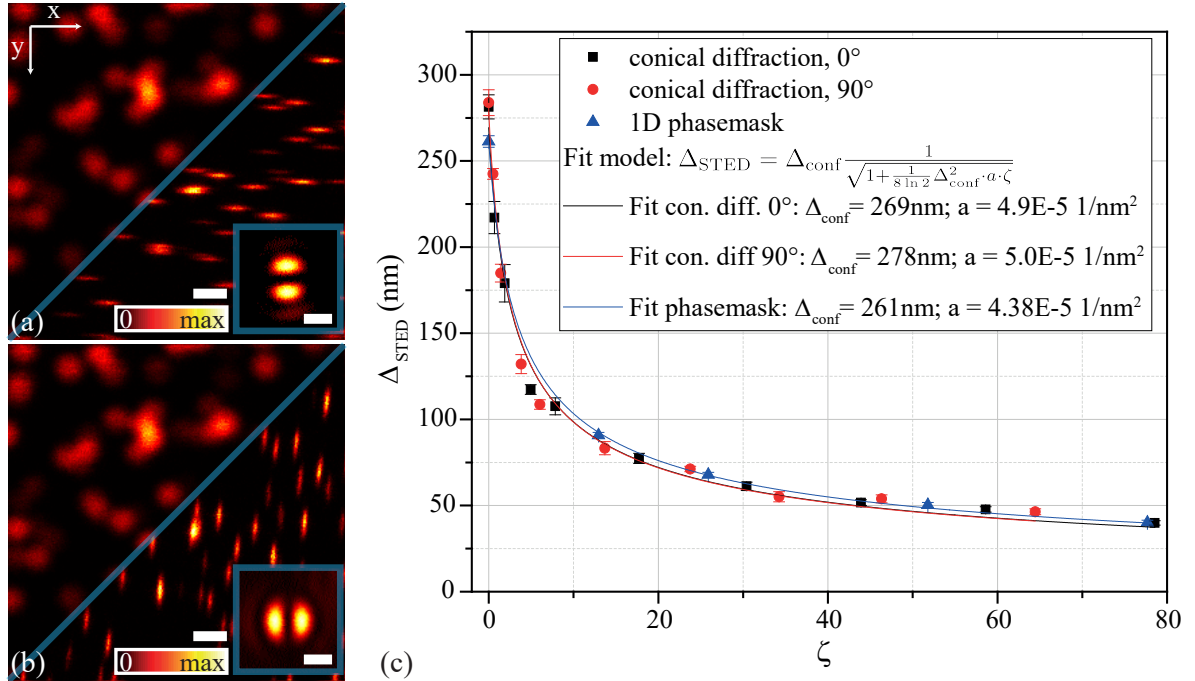 x
y
0 max
(a)
0 max
(b)
conical diffraction, 0°
conical diffraction, 90°
1D phasemask
Fit model: Δ_STED = Δ_conf 1/√(1+ 1/(8 ln 2) Δ²_conf·a·ζ)
Fit con. diff. 0°: Δ_conf= 269nm; a = 4.9E-5 1/nm²
Fit con. diff 90°: Δ_conf= 278nm; a = 5.0E-5 1/nm²
Fit phasemask: Δ_conf= 261nm; a = 4.38E-5 1/nm²
Δ_STED (nm)
300
250
200
150
100
50
0
0 20 40 60 80
ζ
(c)